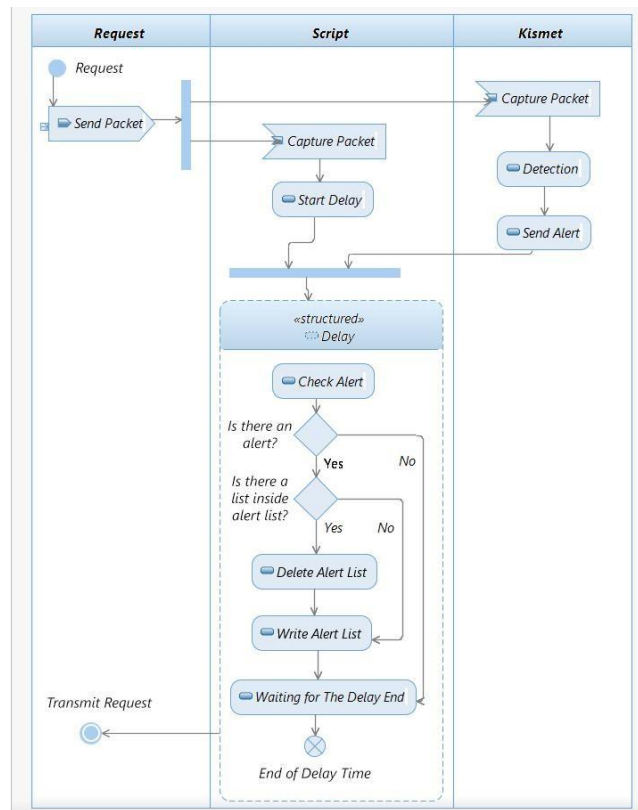 Request
Script
Kismet
Request
Send Packet
Capture Packet
Capture Packet
Detection
Start Delay
Send Alert
«structured»
Delay
Check Alert
Is there an
alert?
Yes
No
Is there a
list inside
alert list?
Yes
No
Delete Alert List
Write Alert List
Waiting for The Delay End
Transmit Request
End of Delay Time